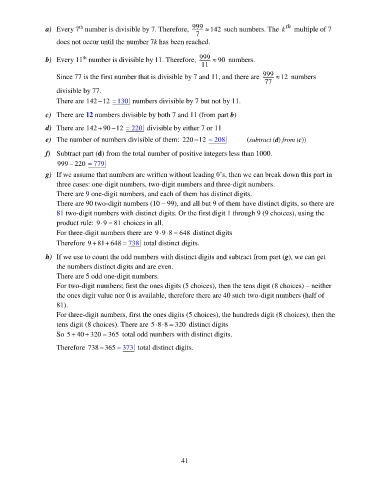 a) Every 7th number is divisible by 7. Therefore, 999/7 ≈ 142 such numbers. The k^th multiple of 7
does not occur until the number 7k has been reached.
b) Every 11th number is divisible by 11. Therefore, 999/11 ≈ 90 numbers.
Since 77 is the first number that is divisible by 7 and 11, and there are 999/77 ≈ 12 numbers
divisible by 77.
There are 142 − 12 = 130 numbers divisible by 7 but not by 11.
c) There are 12 numbers divisible by both 7 and 11 (from part b)
d) There are 142 + 90 − 12 = 220 divisible by either 7 or 11
e) The number of numbers divisible of them: 220 − 12 = 208 (subtract (d) from (c))
f) Subtract part (d) from the total number of positive integers less than 1000.
999 − 220 = 779
g) If we assume that numbers are written without leading 0's, then we can break down this part in
three cases: one-digit numbers, two-digit numbers and three-digit numbers.
There are 9 one-digit numbers, and each of them has distinct digits.
There are 90 two-digit numbers (10 – 99), and all but 9 of them have distinct digits, so there are
81 two-digit numbers with distinct digits. Or the first digit 1 through 9 (9 choices), using the
product rule: 9·9 = 81 choices in all.
For three-digit numbers there are 9·9·8 = 648 distinct digits
Therefore 9 + 81 + 648 = 738 total distinct digits.
h) If we use to count the odd numbers with distinct digits and subtract from part (g), we can get
the numbers distinct digits and are even.
There are 5 odd one-digit numbers.
For two-digit numbers; first the ones digits (5 choices), then the tens digit (8 choices) – neither
the ones digit value nor 0 is available, therefore there are 40 such two-digit numbers (half of
81).
For three-digit numbers, first the ones digits (5 choices), the hundreds digit (8 choices), then the
tens digit (8 choices). There are 5·8·8 = 320 distinct digits
So 5 + 40 + 320 = 365 total odd numbers with distinct digits.
Therefore 738 − 365 = 373 total distinct digits.
41